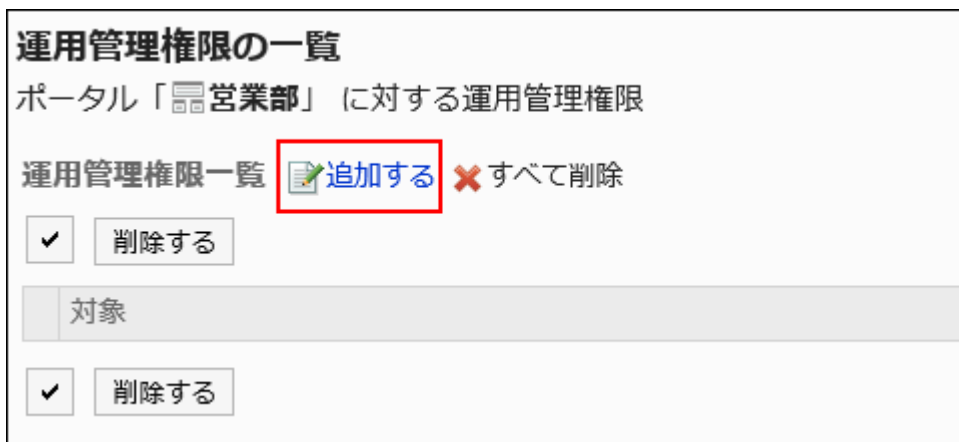 運用管理権限の一覧
ポータル「営業部」 に対する運用管理権限
運用管理権限一覧 追加する すべて削除
削除する
対象
削除する